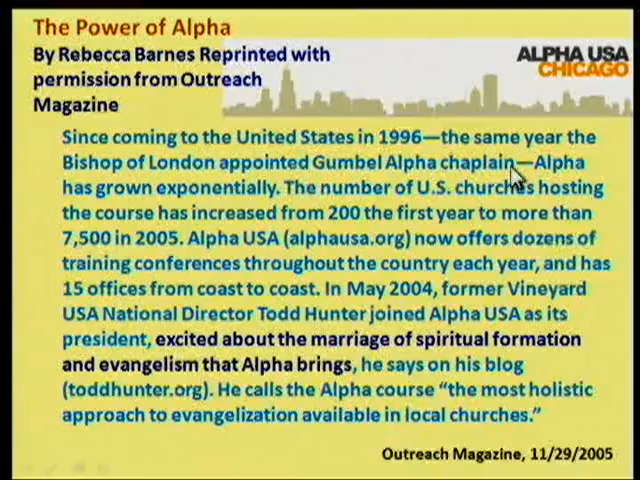 The Power of Alpha
By Rebecca Barnes Reprinted with
permission from Outreach
Magazine
ALPHA USA
CHICAGO
Since coming to the United States in 1996—the same year the
Bishop of London appointed Gumbel Alpha chaplain—Alpha
has grown exponentially. The number of U.S. churches hosting
the course has increased from 200 the first year to more than
7,500 in 2005. Alpha USA (alphausa.org) now offers dozens of
training conferences throughout the country each year, and has
15 offices from coast to coast. In May 2004, former Vineyard
USA National Director Todd Hunter joined Alpha USA as its
president, excited about the marriage of spiritual formation
and evangelism that Alpha brings, he says on his blog
(toddhunter.org). He calls the Alpha course “the most holistic
approach to evangelization available in local churches.”
Outreach Magazine, 11/29/2005